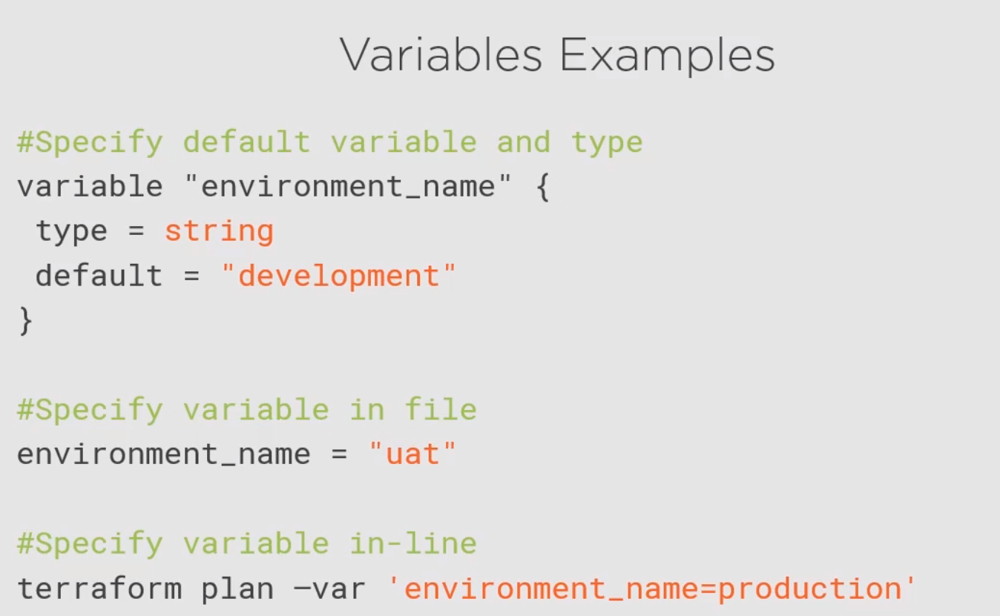 Variables Examples
#Specify default variable and type
variable "environment_name" {
 type = string
 default = "development"
}
#Specify variable in file
environment_name = "uat"
#Specify variable in-line
terraform plan –var 'environment_name=production'